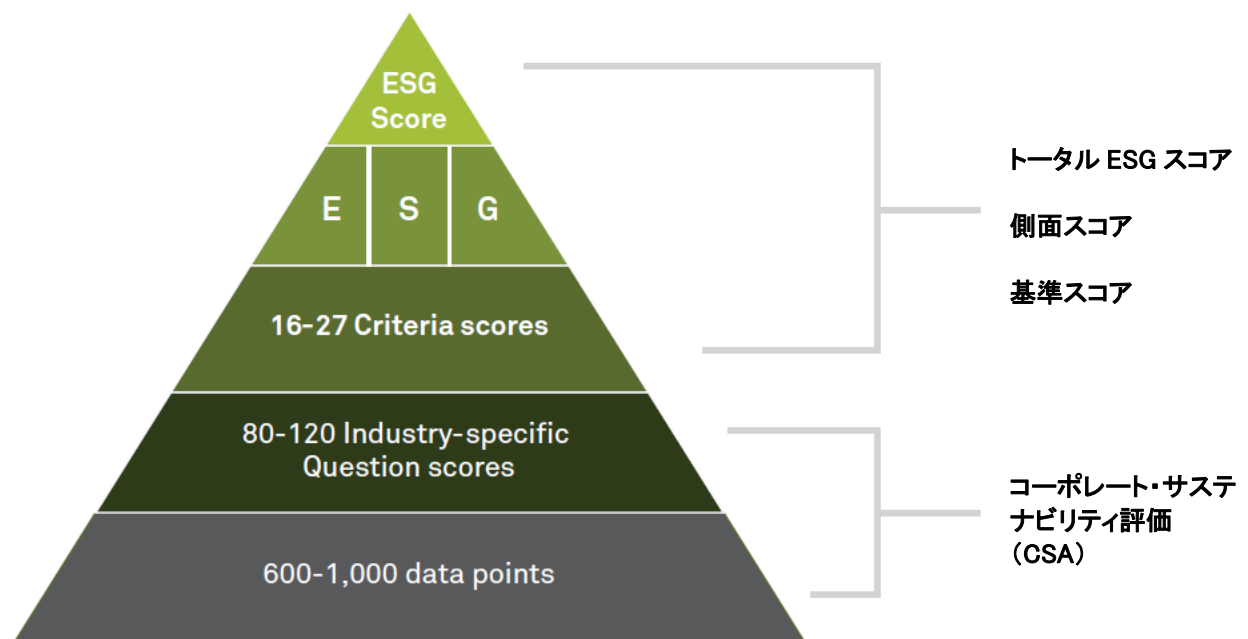 ESG
Score
E S G
16-27 Criteria scores
80-120 Industry-specific
Question scores
600-1,000 data points
トータル ESG スコア
側面スコア
基準スコア
コーポレート・サステ
ナビリティ評価
（CSA）